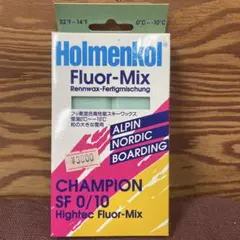 32°F - 14°F
0°C - -10°C
Holmenkol
Fluor-Mix
Rennwax-Fertigmischung
¥3000
ALPIN
NORDIC
BOARDING
CHAMPION
SF 0/10
Hightec Fluor-Mix